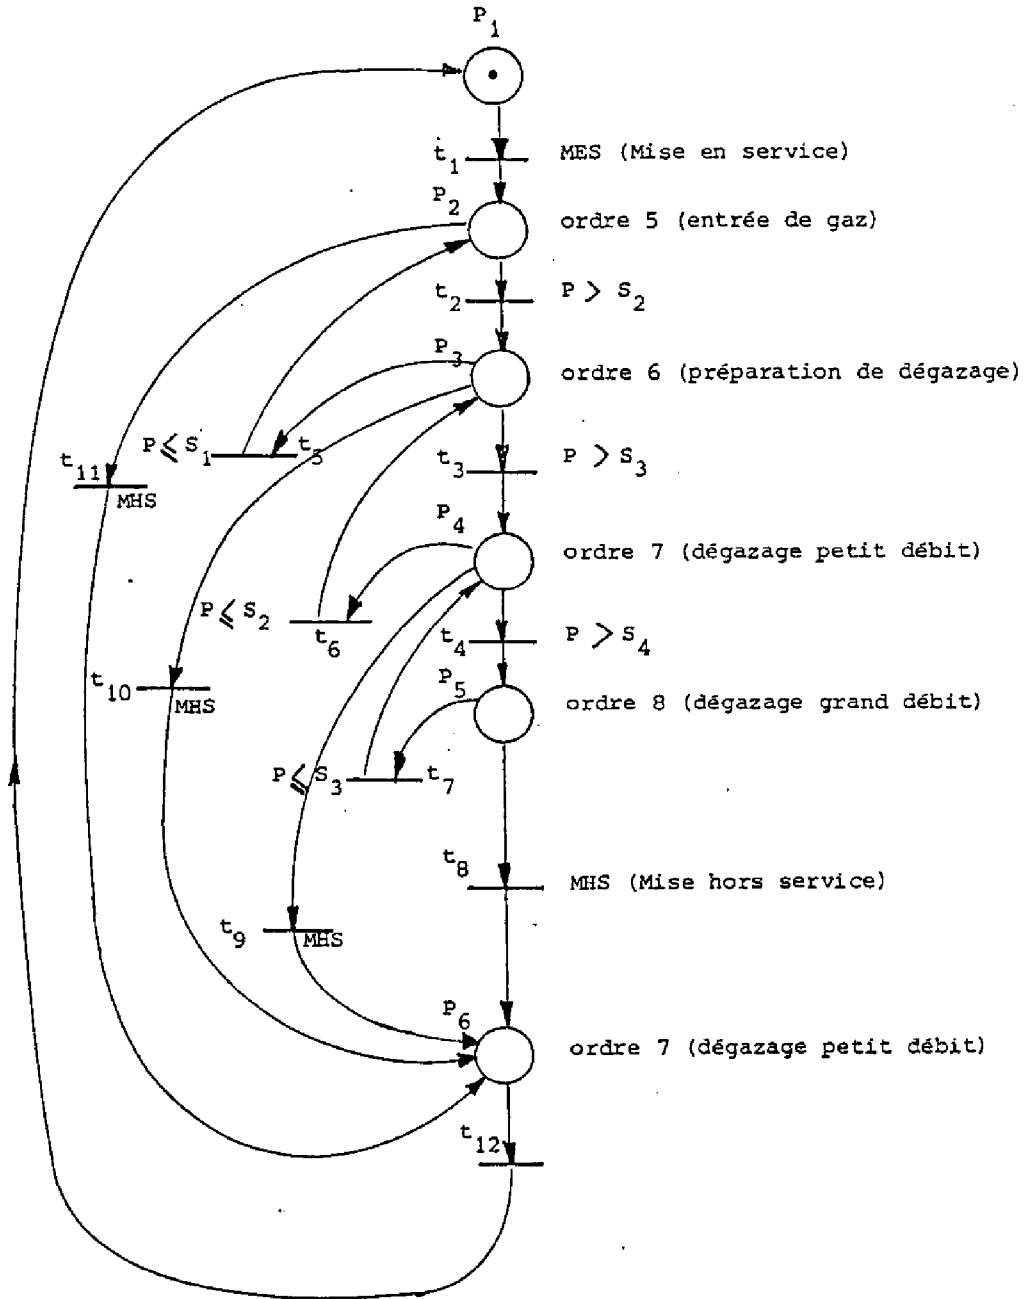 P1
t1 MES (Mise en service)
P2 ordre 5 (entrée de gaz)
t2 P > S2
P3 ordre 6 (préparation de dégazage)
P ≤ S1 t5
t3 P > S3
t11 MHS
P4 ordre 7 (dégazage petit débit)
P ≤ S2 t6
t4 P > S4
t10 MHS
P5 ordre 8 (dégazage grand débit)
P ≤ S3 t7
t8 MHS (Mise hors service)
t9 MHS
P6 ordre 7 (dégazage petit débit)
t12